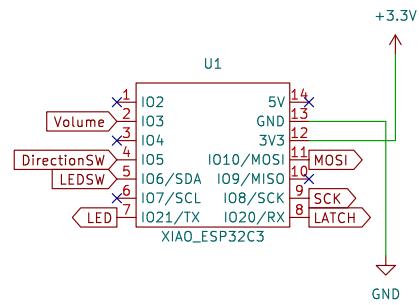 +3.3V
U1
1 IO2 5V 14
Volume 2 IO3 GND 13
3 IO4 3V3 12
DirectionSW 4 IO5 IO10/MOSI 11 MOSI
LEDSW 5 IO6/SDA IO9/MISO 10
6 IO7/SCL IO8/SCK 9 SCK
LED 7 IO21/TX IO20/RX 8 LATCH
XIAO_ESP32C3
GND